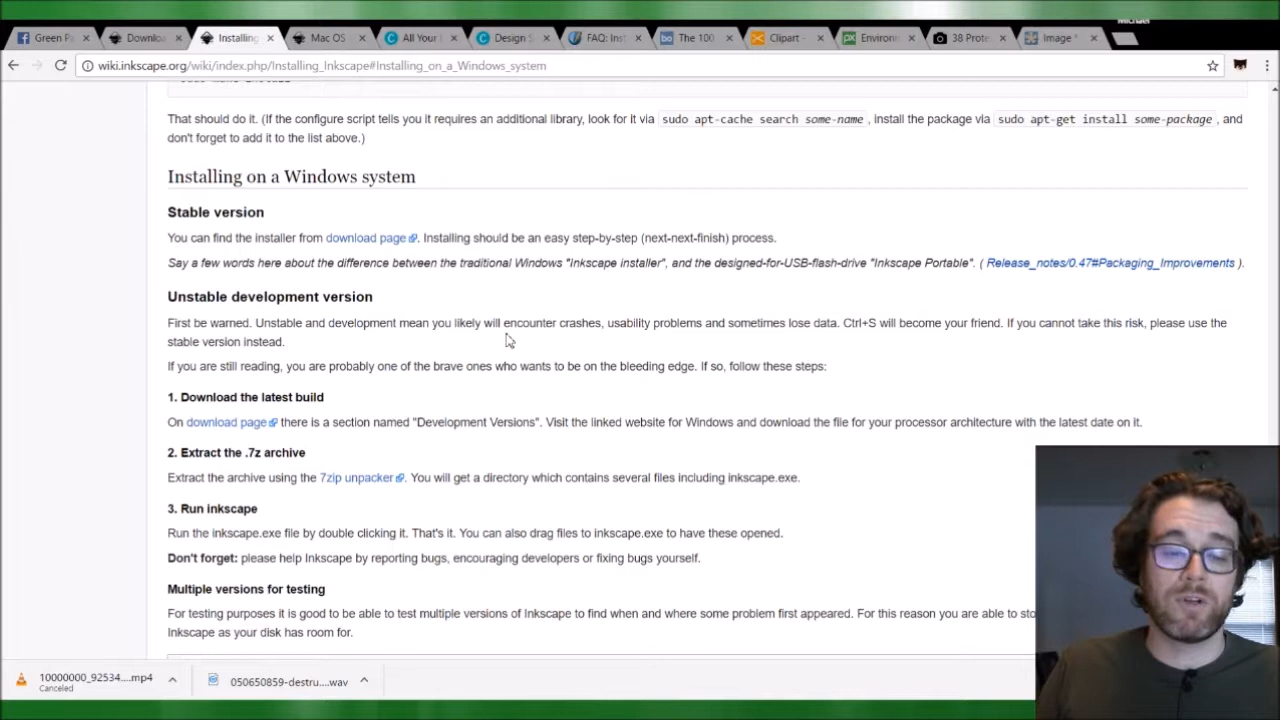 Michael
Green Pa
Downloa
Installing
Mac OS
All Your
Design S
FAQ: Inst
The 100
Clipart -
Environ
38 Prote
Image
wiki.inkscape.org/wiki/index.php/Installing_Inkscape#Installing_on_a_Windows_system
That should do it. (If the configure script tells you it requires an additional library, look for it via sudo apt-cache search some-name, install the package via sudo apt-get install some-package, and
don't forget to add it to the list above.)
Installing on a Windows system
Stable version
You can find the installer from download page. Installing should be an easy step-by-step (next-next-finish) process.
Say a few words here about the difference between the traditional Windows "Inkscape installer", and the designed-for-USB-flash-drive "Inkscape Portable". ( Release_notes/0.47#Packaging_Improvements ).
Unstable development version
First be warned. Unstable and development mean you likely will encounter crashes, usability problems and sometimes lose data. Ctrl+S will become your friend. If you cannot take this risk, please use the
stable version instead.
If you are still reading, you are probably one of the brave ones who wants to be on the bleeding edge. If so, follow these steps:
1. Download the latest build
On download page there is a section named "Development Versions". Visit the linked website for Windows and download the file for your processor architecture with the latest date on it.
2. Extract the .7z archive
Extract the archive using the 7zip unpacker. You will get a directory which contains several files including inkscape.exe.
3. Run inkscape
Run the inkscape.exe file by double clicking it. That's it. You can also drag files to inkscape.exe to have these opened.
Don't forget: please help Inkscape by reporting bugs, encouraging developers or fixing bugs yourself.
Multiple versions for testing
For testing purposes it is good to be able to test multiple versions of Inkscape to find when and where some problem first appeared. For this reason you are able to sto
Inkscape as your disk has room for.
10000000_92534....mp4
Canceled
050650859-destru....wav